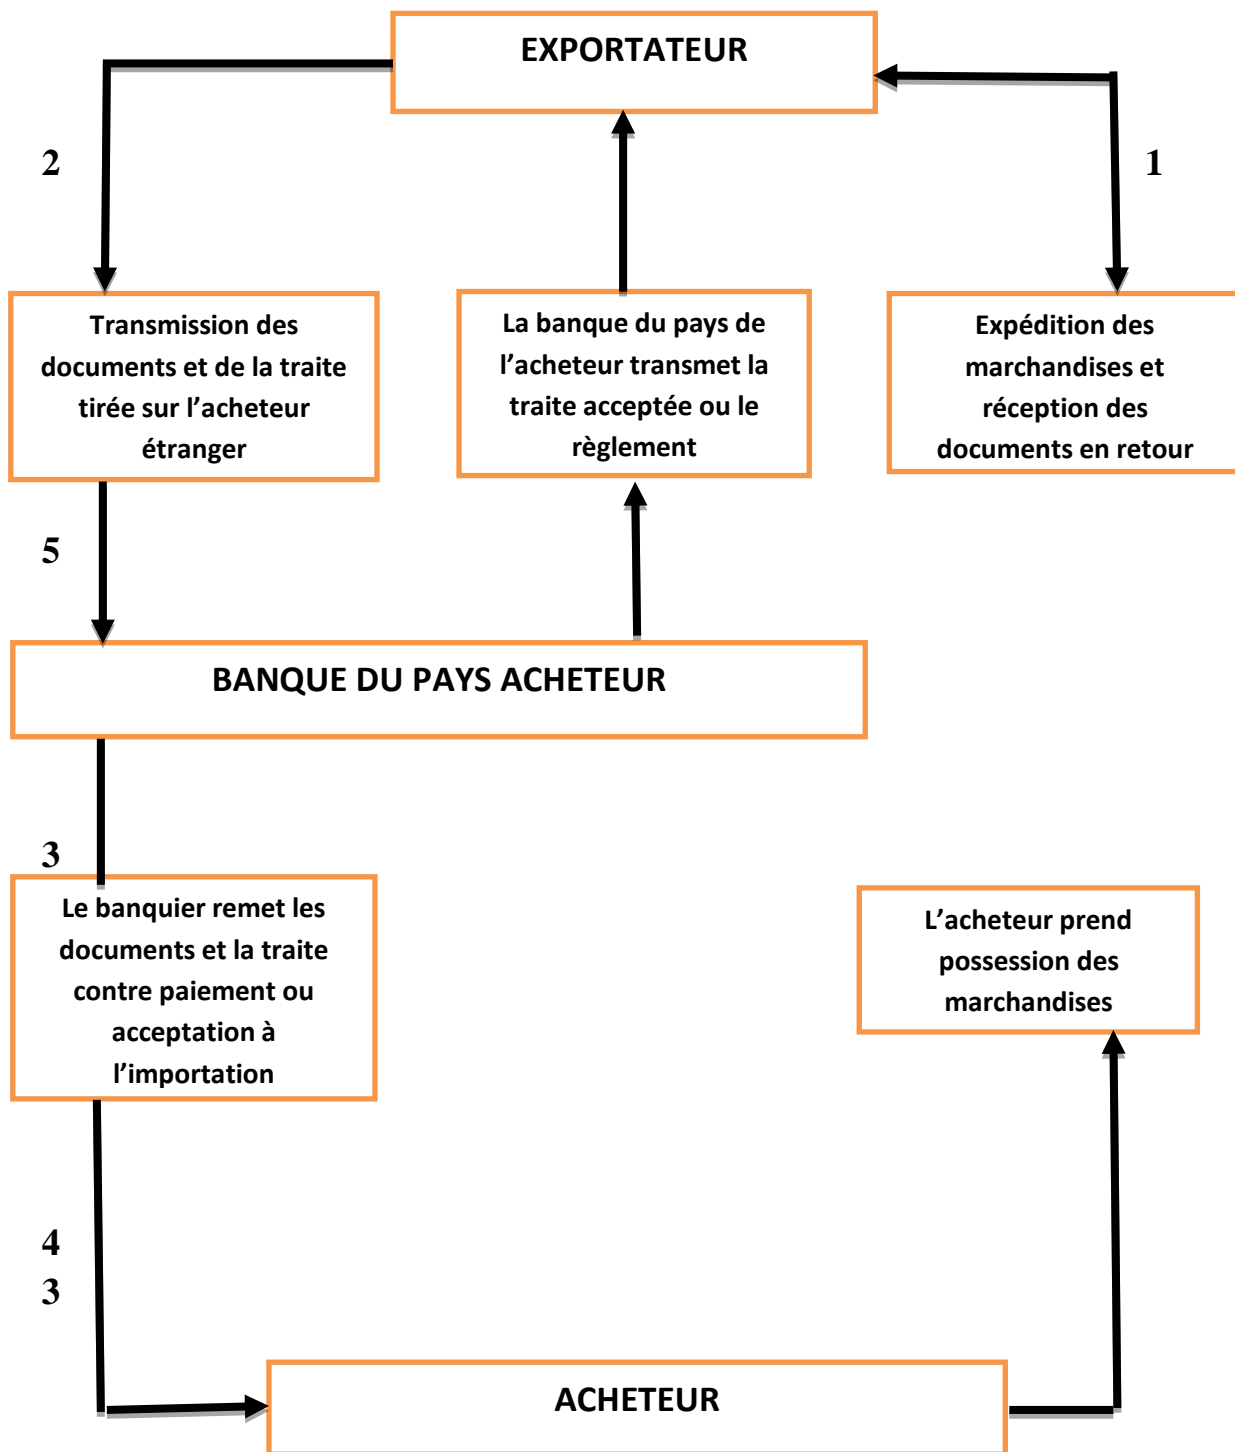 EXPORTATEUR
2
1
Transmission des
documents et de la traite
tirée sur l’acheteur
étranger
La banque du pays de
l’acheteur transmet la
traite acceptée ou le
règlement
Expédition des
marchandises et
réception des
documents en retour
5
BANQUE DU PAYS ACHETEUR
3
Le banquier remet les
documents et la traite
contre paiement ou
acceptation à
l’importation
L’acheteur prend
possession des
marchandises
4
3
ACHETEUR